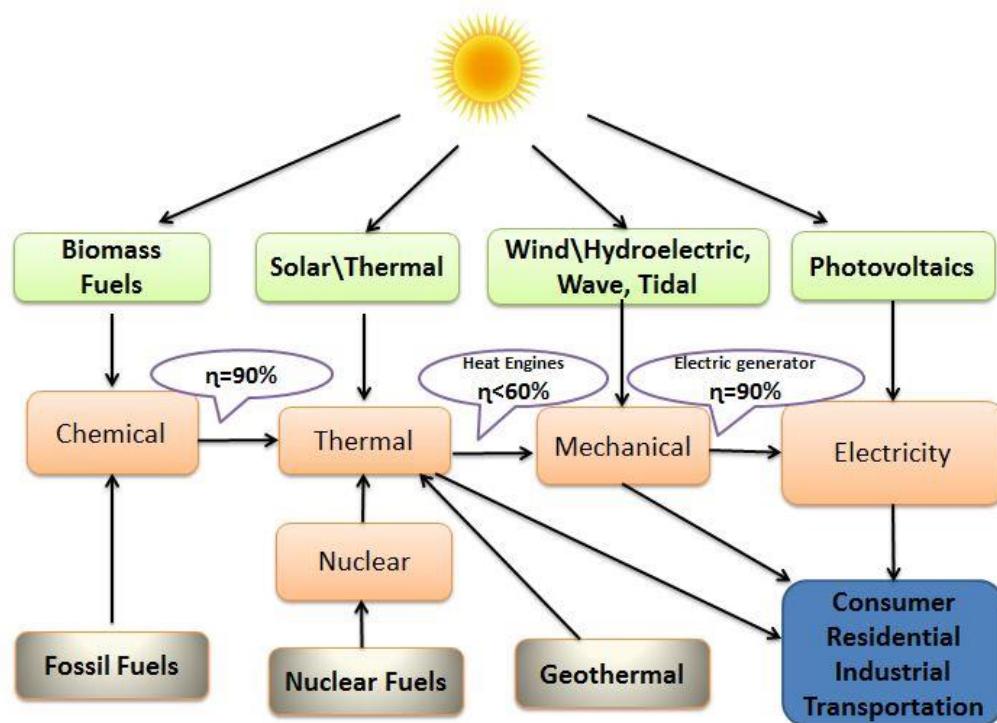 Biomass
Fuels
Solar\Thermal
Wind\Hydroelectric,
Wave, Tidal
Photovoltaics
η=90%
Heat Engines
η<60%
Electric generator
η=90%
Chemical
Thermal
Mechanical
Electricity
Nuclear
Fossil Fuels
Nuclear Fuels
Geothermal
Consumer
Residential
Industrial
Transportation